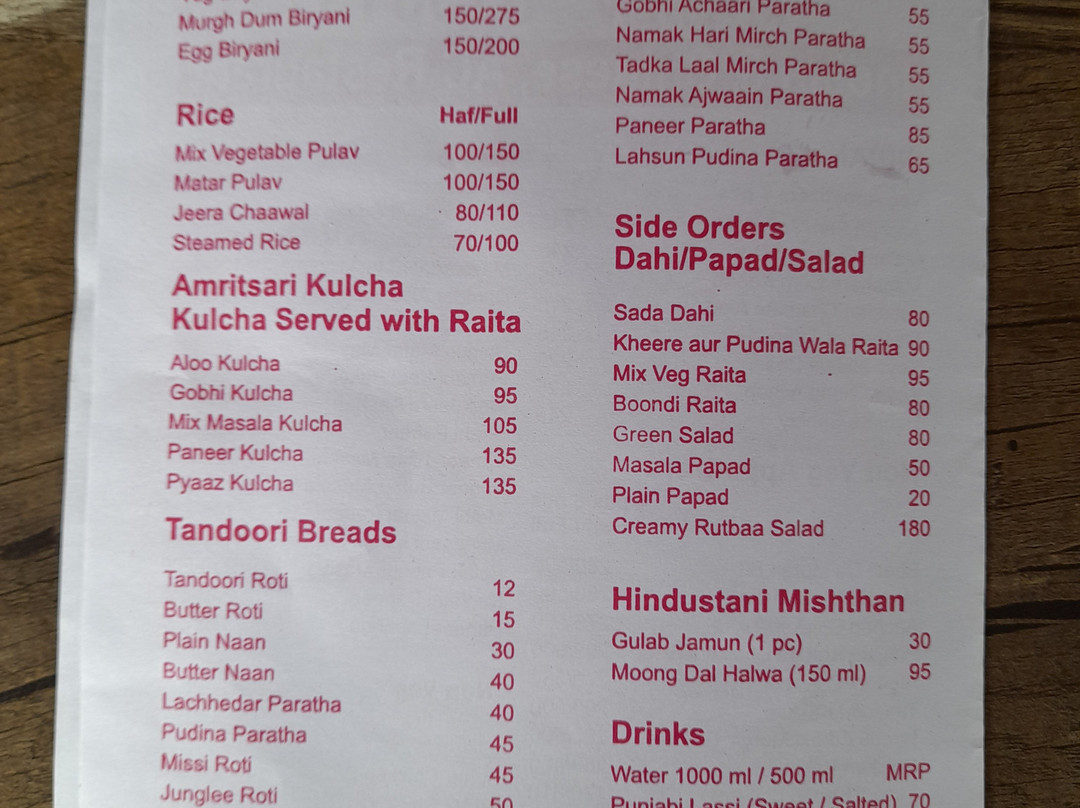 Murgh Dum Biryani 150/275
Egg Biryani 150/200
Rice Haf/Full
Mix Vegetable Pulav 100/150
Matar Pulav 100/150
Jeera Chaawal 80/110
Steamed Rice 70/100
Amritsari Kulcha
Kulcha Served with Raita
Aloo Kulcha 90
Gobhi Kulcha 95
Mix Masala Kulcha 105
Paneer Kulcha 135
Pyaaz Kulcha 135
Tandoori Breads
Tandoori Roti 12
Butter Roti 15
Plain Naan 30
Butter Naan 40
Lachhedar Paratha 40
Pudina Paratha 45
Missi Roti 45
Junglee Roti 50
Gobhi Achaari Paratha 55
Namak Hari Mirch Paratha 55
Tadka Laal Mirch Paratha 55
Namak Ajwaain Paratha 55
Paneer Paratha 85
Lahsun Pudina Paratha 65
Side Orders
Dahi/Papad/Salad
Sada Dahi 80
Kheere aur Pudina Wala Raita 90
Mix Veg Raita 95
Boondi Raita 80
Green Salad 80
Masala Papad 50
Plain Papad 20
Creamy Rutbaa Salad 180
Hindustani Mishthan
Gulab Jamun (1 pc) 30
Moong Dal Halwa (150 ml) 95
Drinks
Water 1000 ml / 500 ml MRP
Punjabi Lassi (Sweet / Salted) 70